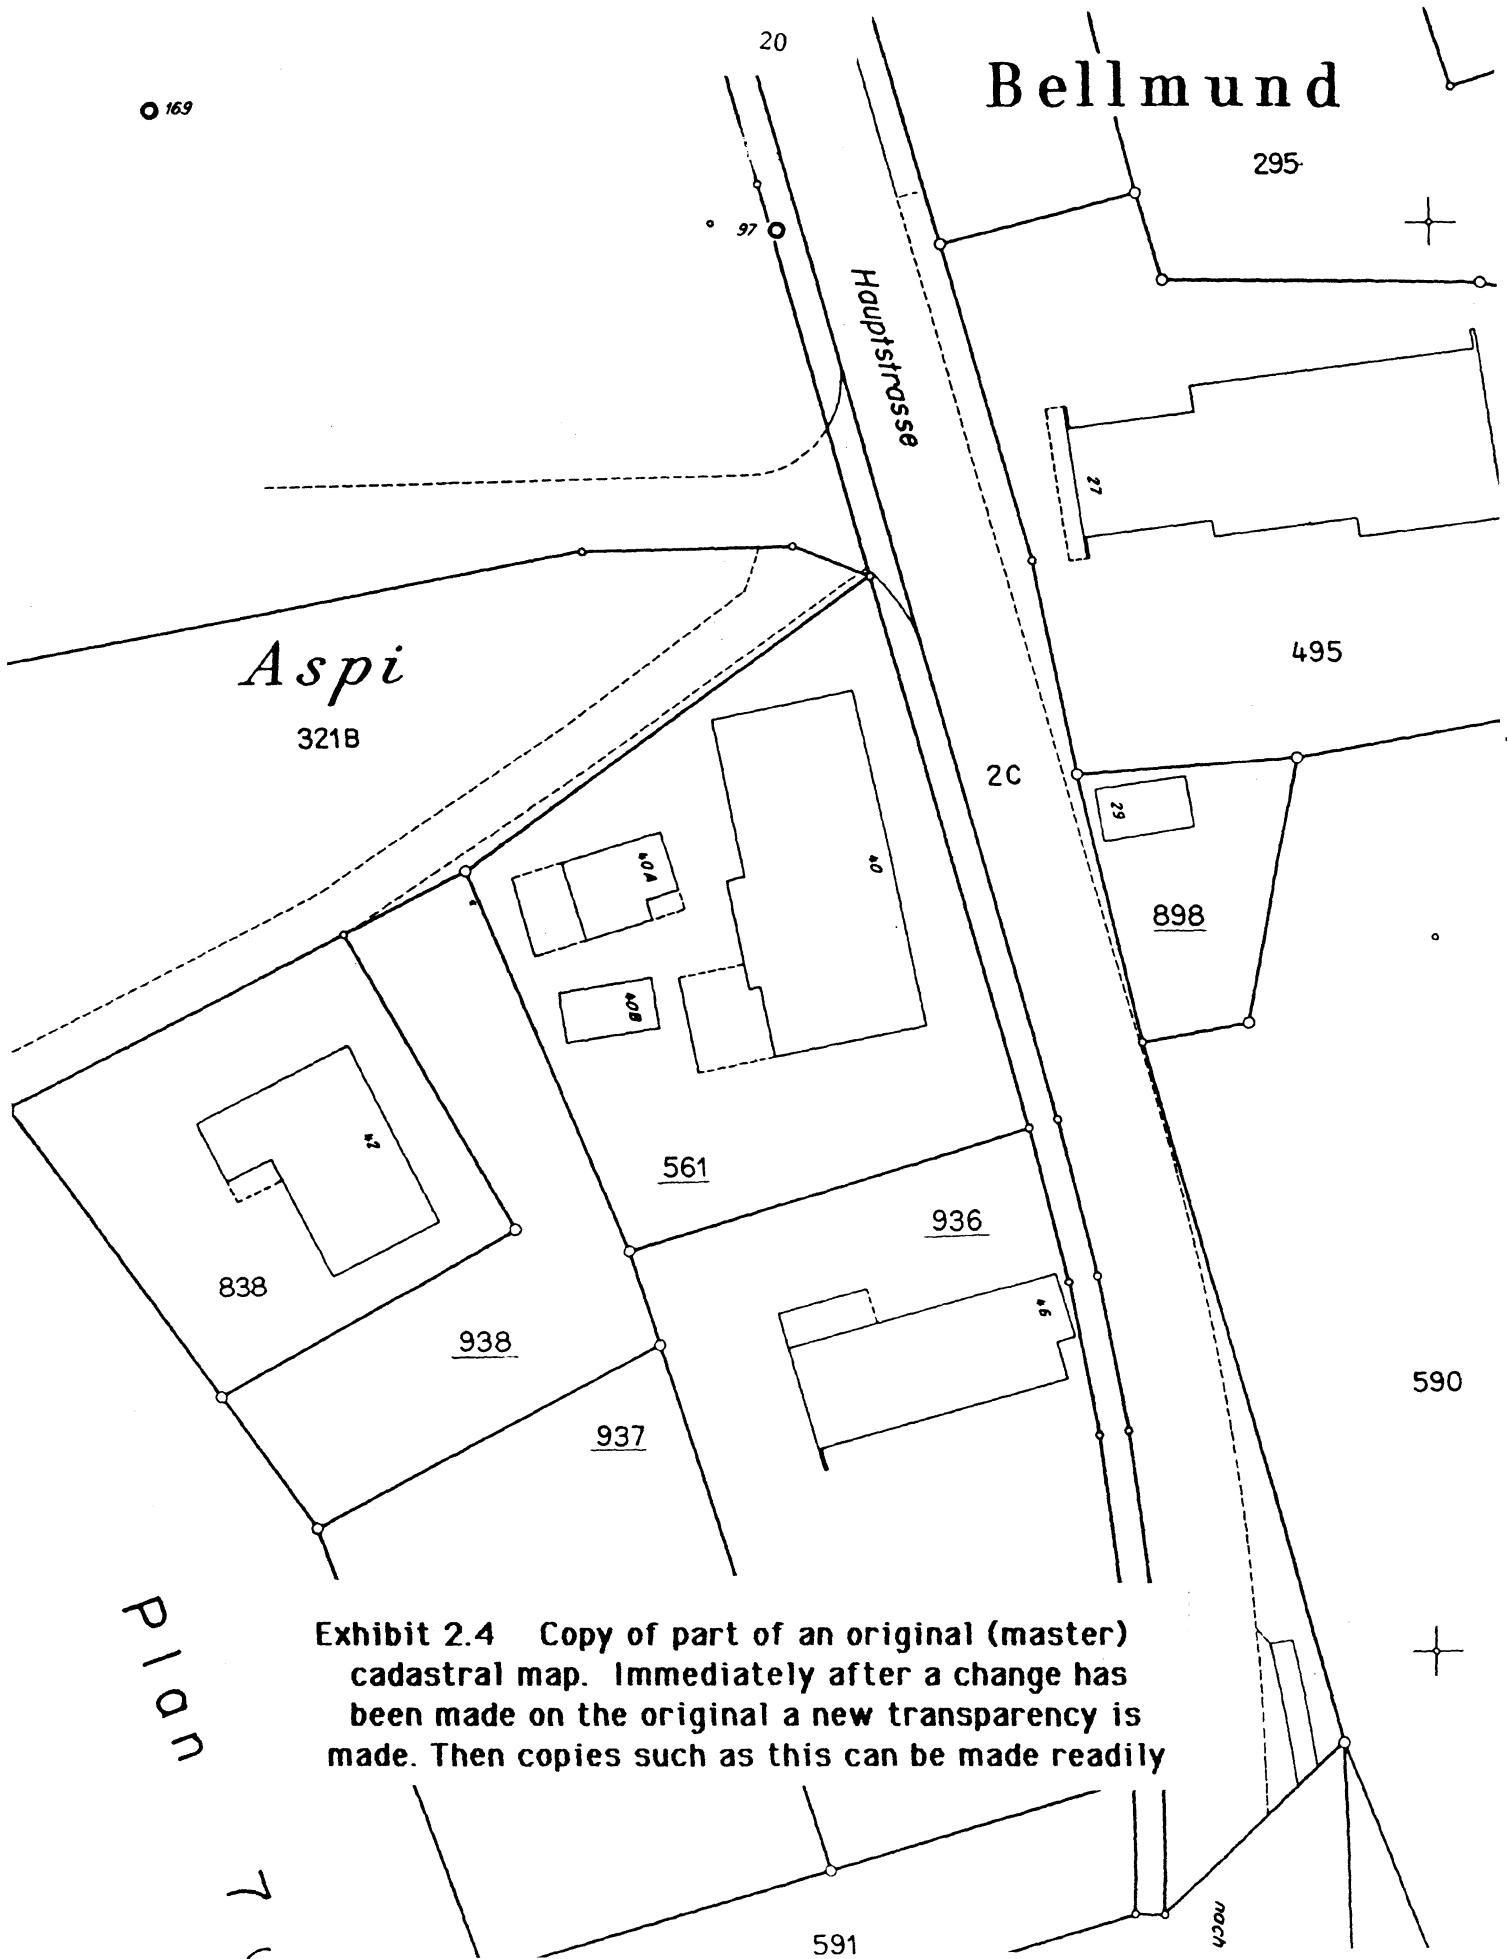 20
Bellmund
169
295
97
Hauptstrasse
27
495
Aspi
321B
2C
29
40
40A
898
40B
42
561
936
838
46
938
590
937
Exhibit 2.4 Copy of part of an original (master)
cadastral map. Immediately after a change has
been made on the original a new transparency is
made. Then copies such as this can be made readily
Plan 7
noch
591